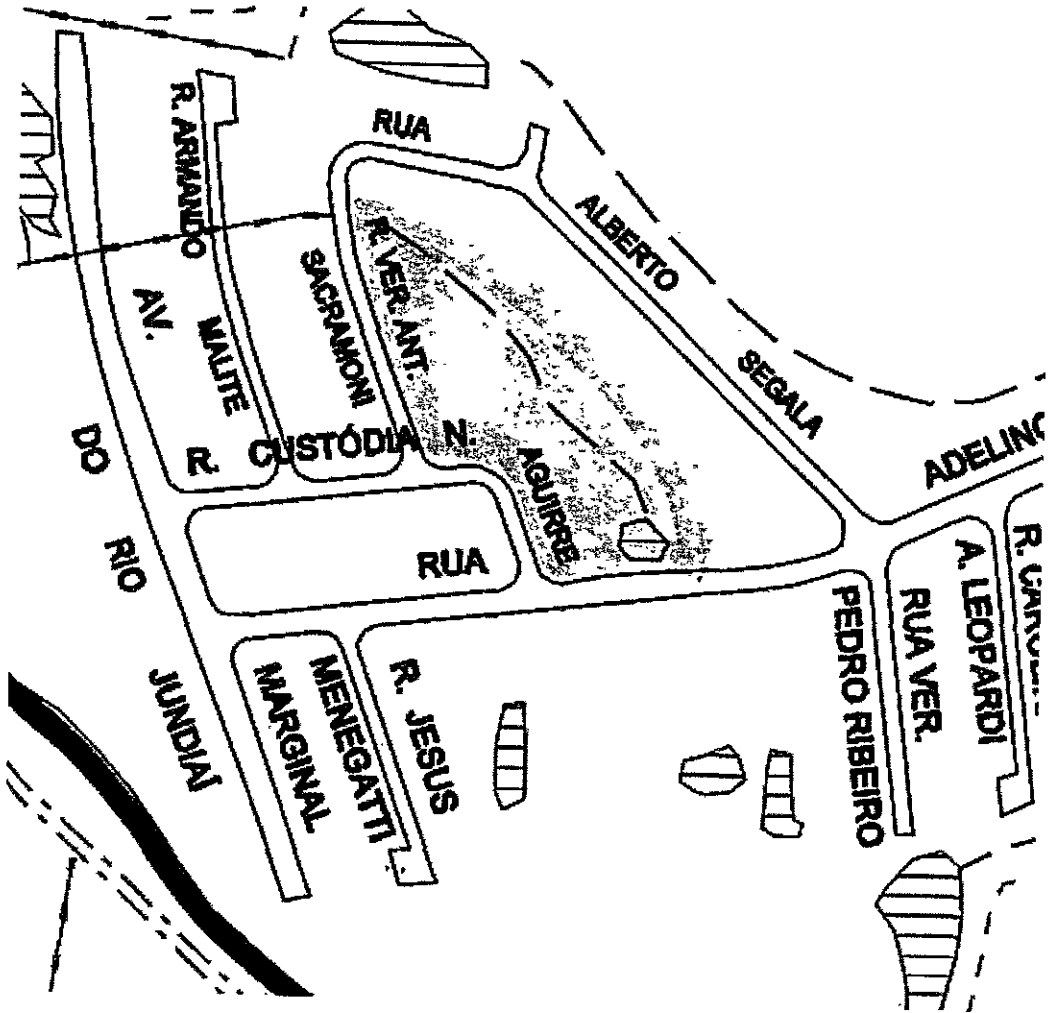 RUA
ALBERTO
SEGALA
ADELINO
R. ARMANDO
MALITE
R. VER. ANT.
SACRAMONI
AV.
DO
RIO
JUNDIAÍ
R. CUSTÓDIA N.
AGUIRRE
RUA
MARGINAL
MENEGATTI
R. JESUS
PEDRO RIBEIRO
RUA VER.
A. LEOPARDI
R.